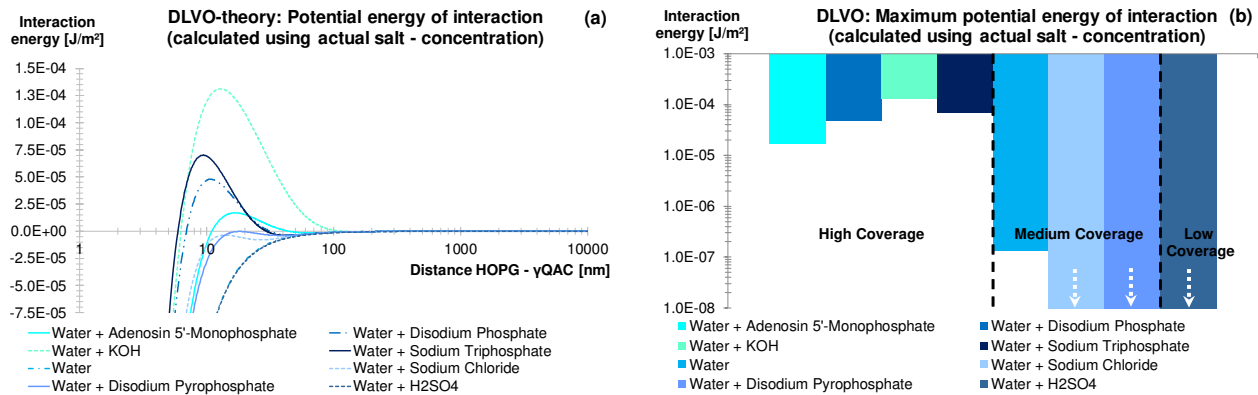 DLVO-theory: Potential energy of interaction
(calculated using actual salt - concentration)
(a)
Interaction
energy [J/m²]
1.5E-04
1.3E-04
1.0E-04
7.5E-05
5.0E-05
2.5E-05
0.0E+00
-2.5E-05
-5.0E-05
-7.5E-05
1
10
100
1000
10000
Distance HOPG - γQAC [nm]
Water + Adenosin 5'-Monophosphate
Water + Disodium Phosphate
Water + KOH
Water + Sodium Triphosphate
Water
Water + Sodium Chloride
Water + Disodium Pyrophosphate
Water + H2SO4
DLVO: Maximum potential energy of interaction
(calculated using actual salt - concentration)
(b)
Interaction
energy [J/m²]
1.0E-03
1.0E-04
1.0E-05
1.0E-06
1.0E-07
1.0E-08
High Coverage
Medium Coverage
Low
Coverage
Water + Adenosin 5'-Monophosphate
Water + Disodium Phosphate
Water + KOH
Water + Sodium Triphosphate
Water
Water + Sodium Chloride
Water + Disodium Pyrophosphate
Water + H2SO4